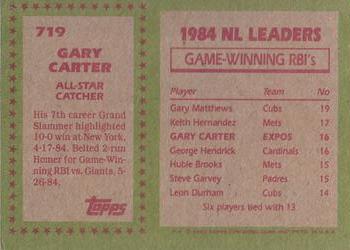 719
GARY
CARTER
ALL-STAR
CATCHER
His 7th career Grand
Slammer highlighted
10-0 win at New York,
4-17-84. Belted 2-run
Homer for Game-Win-
ning RBI vs. Giants,
5-26-84.
Topps
1984 NL LEADERS
GAME-WINNING RBI's
Player Team No
Gary Matthews Cubs 19
Keith Hernandez Mets 17
GARY CARTER EXPOS 16
George Hendrick Cardinals 16
Huble Brooks Mets 15
Steve Garvey Padres 15
Leon Durham Cubs 14
Six players tied with 13